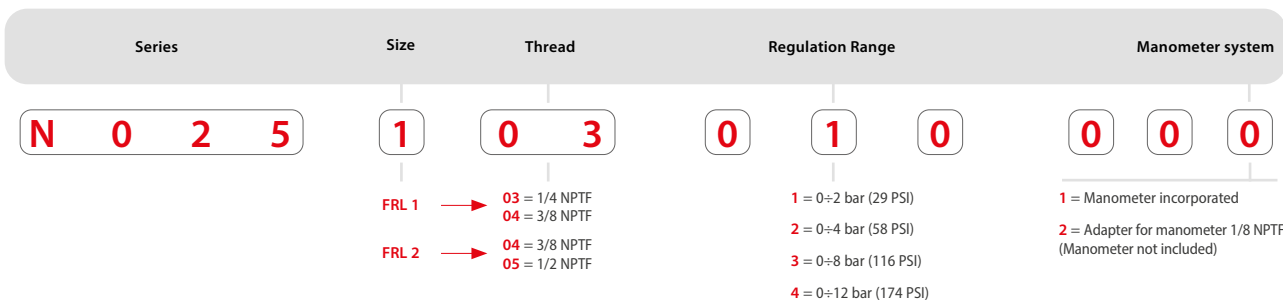 Series Size Thread Regulation Range Manometer system
N 0 2 5 1 0 3 0 1 0 0 0 0
FRL 1
03 = 1/4 NPTF
04 = 3/8 NPTF
FRL 2
04 = 3/8 NPTF
05 = 1/2 NPTF
1 = 0÷2 bar (29 PSI)
2 = 0÷4 bar (58 PSI)
3 = 0÷8 bar (116 PSI)
4 = 0÷12 bar (174 PSI)
1 = Manometer incorporated
2 = Adapter for manometer 1/8 NPTF
(Manometer not included)